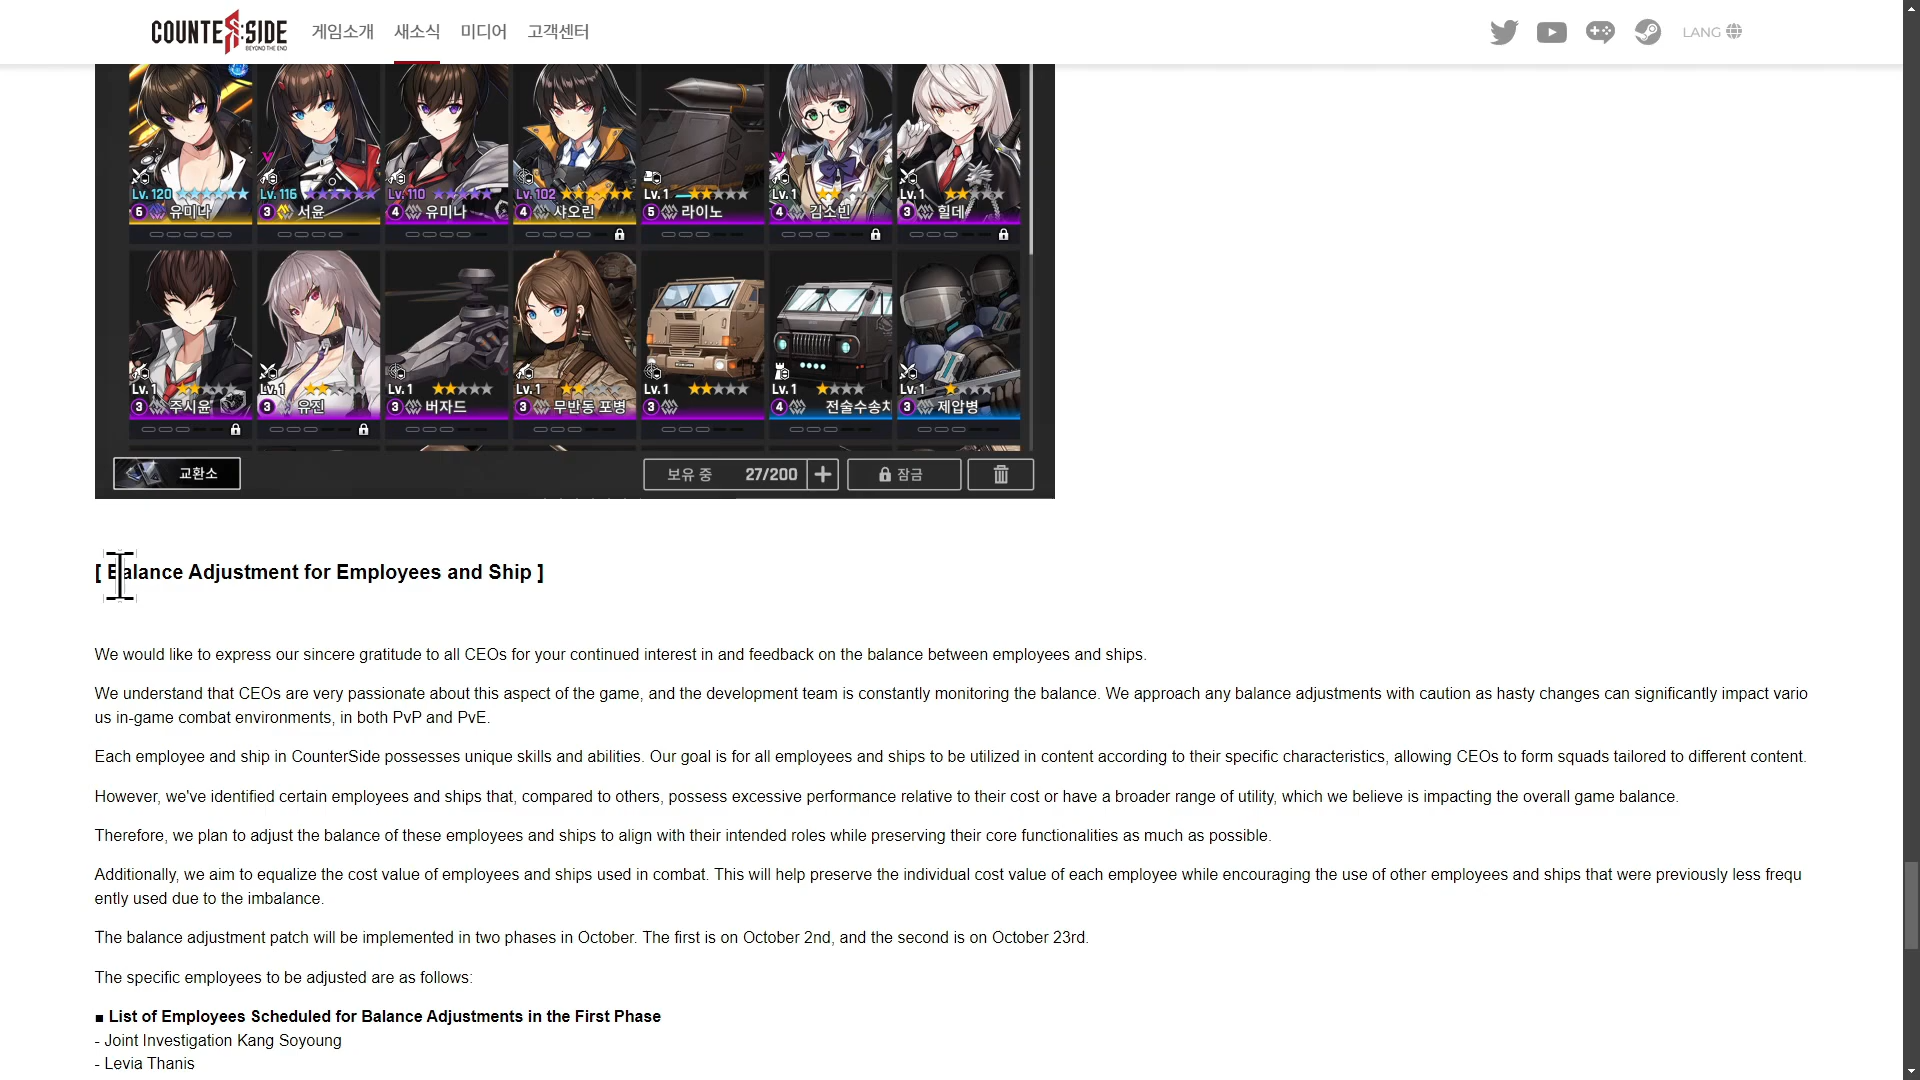 COUNTER:SIDE
BEYOND THE END
게임소개 새소식 미디어 고객센터
LANG
Lv.120 Lv.116 Lv.110 Lv.102 Lv.1 Lv.1 Lv.1
6 유미나 3 서윤 4 유미나 4 샤오린 5 라이노 4 김소빈 3 힐데
Lv.1 Lv.1 Lv.1 Lv.1 Lv.1 Lv.1 Lv.1
3 주시윤 3 유진 3 버자드 3 무반동 포병 3 4 전술수송차 3 제압병
교환소 보유 중 27/200 + 잠금
[ Balance Adjustment for Employees and Ship ]
We would like to express our sincere gratitude to all CEOs for your continued interest in and feedback on the balance between employees and ships.
We understand that CEOs are very passionate about this aspect of the game, and the development team is constantly monitoring the balance. We approach any balance adjustments with caution as hasty changes can significantly impact vario
us in-game combat environments, in both PvP and PvE.
Each employee and ship in CounterSide possesses unique skills and abilities. Our goal is for all employees and ships to be utilized in content according to their specific characteristics, allowing CEOs to form squads tailored to different content.
However, we've identified certain employees and ships that, compared to others, possess excessive performance relative to their cost or have a broader range of utility, which we believe is impacting the overall game balance.
Therefore, we plan to adjust the balance of these employees and ships to align with their intended roles while preserving their core functionalities as much as possible.
Additionally, we aim to equalize the cost value of employees and ships used in combat. This will help preserve the individual cost value of each employee while encouraging the use of other employees and ships that were previously less frequ
ently used due to the imbalance.
The balance adjustment patch will be implemented in two phases in October. The first is on October 2nd, and the second is on October 23rd.
The specific employees to be adjusted are as follows:
■ List of Employees Scheduled for Balance Adjustments in the First Phase
- Joint Investigation Kang Soyoung
- Levia Thanis